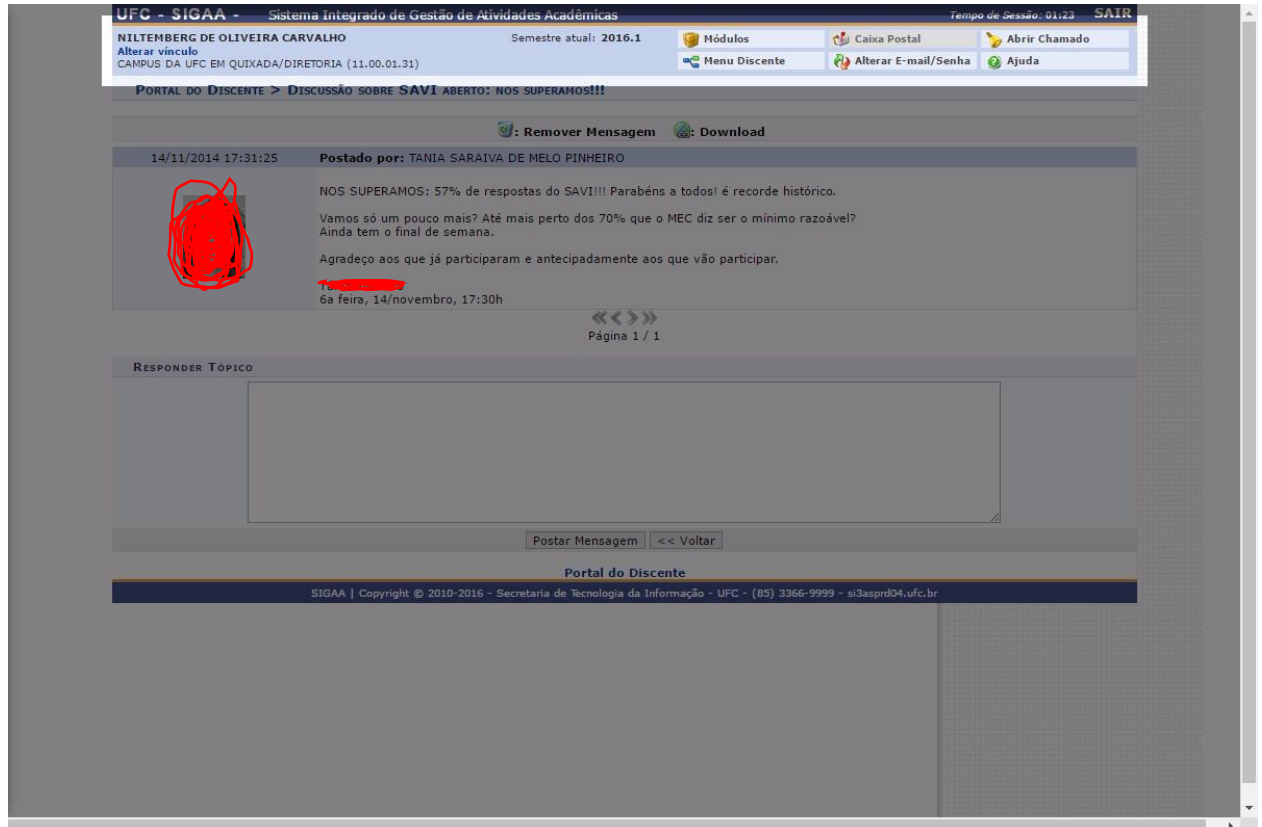 UFC - SIGAA - Sistema Integrado de Gestão de Atividades Acadêmicas Tempo de Sessão: 01:23 SAIR
NILTEMBERG DE OLIVEIRA CARVALHO Semestre atual: 2016.1 Módulos Caixa Postal Abrir Chamado
Alterar vínculo
CAMPUS DA UFC EM QUIXADA/DIRETORIA (11.00.01.31) Menu Discente Alterar E-mail/Senha Ajuda
PORTAL DO DISCENTE > DISCUSSÃO SOBRE SAVI ABERTO: NOS SUPERAMOS!!!
: Remover Mensagem : Download
14/11/2014 17:31:25 Postado por: TANIA SARAIVA DE MELO PINHEIRO
NOS SUPERAMOS: 57% de respostas do SAVI!!! Parabéns a todos! é recorde histórico.
Vamos só um pouco mais? Até mais perto dos 70% que o MEC diz ser o mínimo razoável?
Ainda tem o final de semana.
Agradeço aos que já participaram e antecipadamente aos que vão participar.
6a feira, 14/novembro, 17:30h
Página 1 / 1
RESPONDER TÓPICO
Postar Mensagem << Voltar
Portal do Discente
SIGAA | Copyright © 2010-2016 - Secretaria de Tecnologia da Informação - UFC - (85) 3366-9999 - si3asprd04.ufc.br